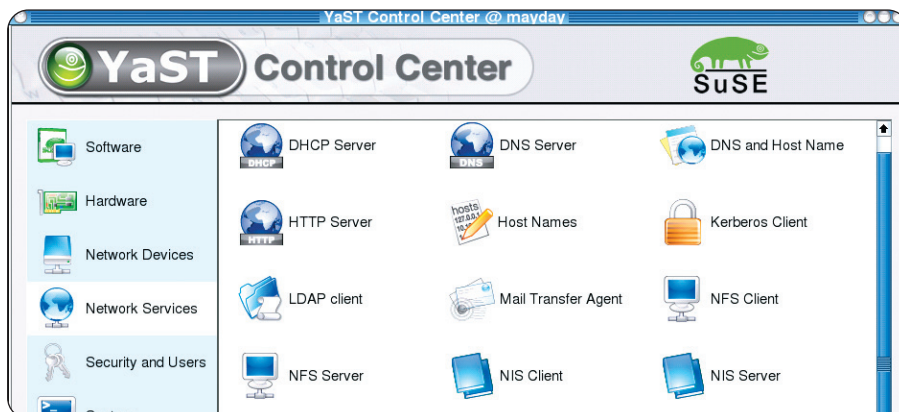 YaST Control Center @ mayday
YaST Control Center
SuSE
Software
Hardware
Network Devices
Network Services
Security and Users
DHCP Server
DHCP
DNS Server
DNS
DNS and Host Name
HTTP Server
HTTP
hosts
Host Names
Kerberos Client
LDAP client
Mail Transfer Agent
NFS Client
NFS Server
NIS Client
NIS Server